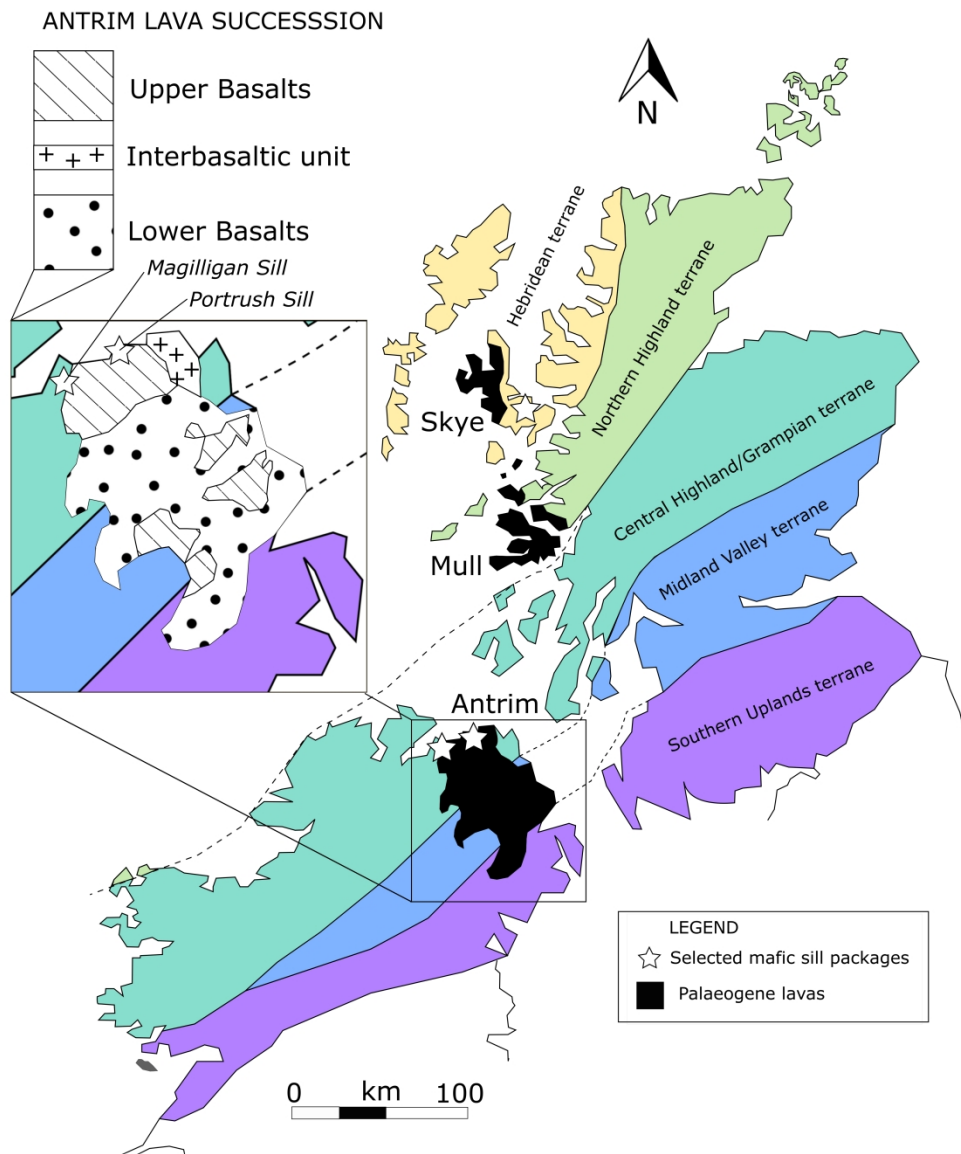 ANTRIM LAVA SUCCESSSION
Upper Basalts
Interbasaltic unit
Lower Basalts
Magilligan Sill
Portrush Sill
N
Hebridean terrane
Northern Highland terrane
Skye
Central Highland/Grampian terrane
Mull
Midland Valley terrane
Southern Uplands terrane
Antrim
LEGEND
Selected mafic sill packages
Palaeogene lavas
0 km 100